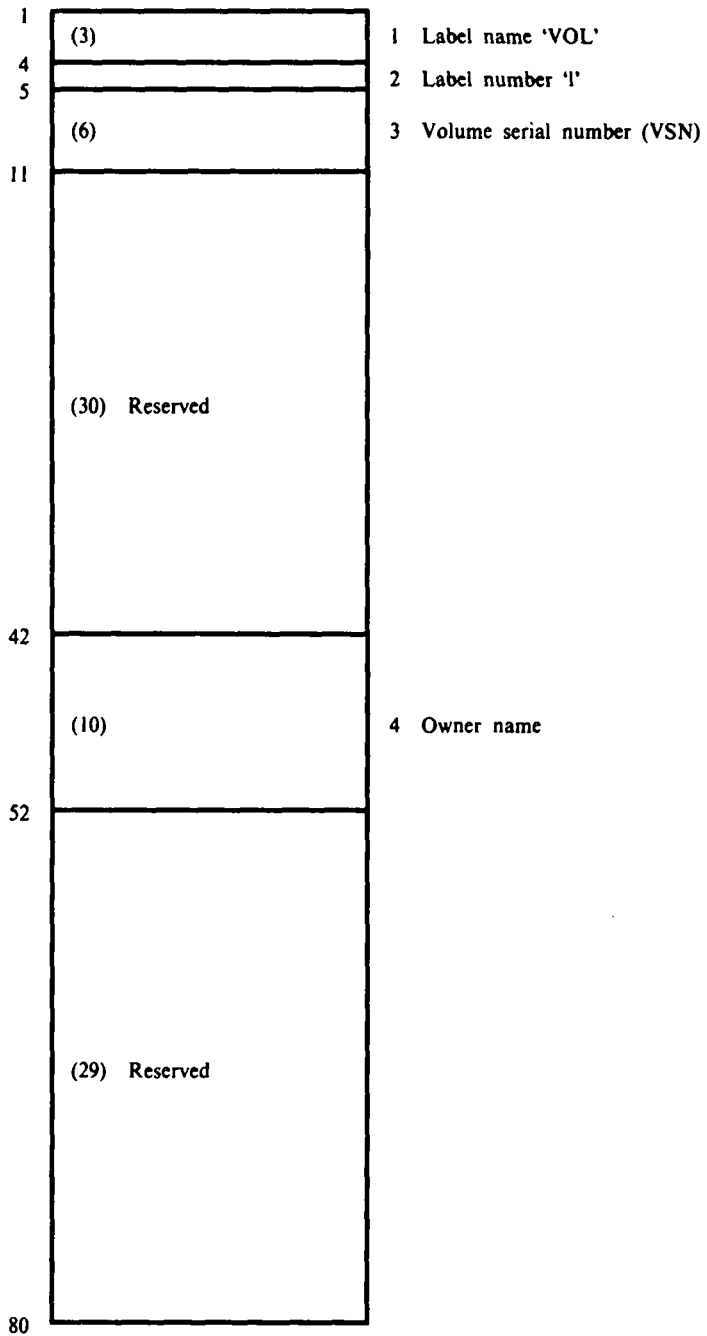 1
(3) 1 Label name ‘VOL’
4
2 Label number ‘1’
5
(6) 3 Volume serial number (VSN)
11
(30) Reserved
42
(10) 4 Owner name
52
(29) Reserved
80